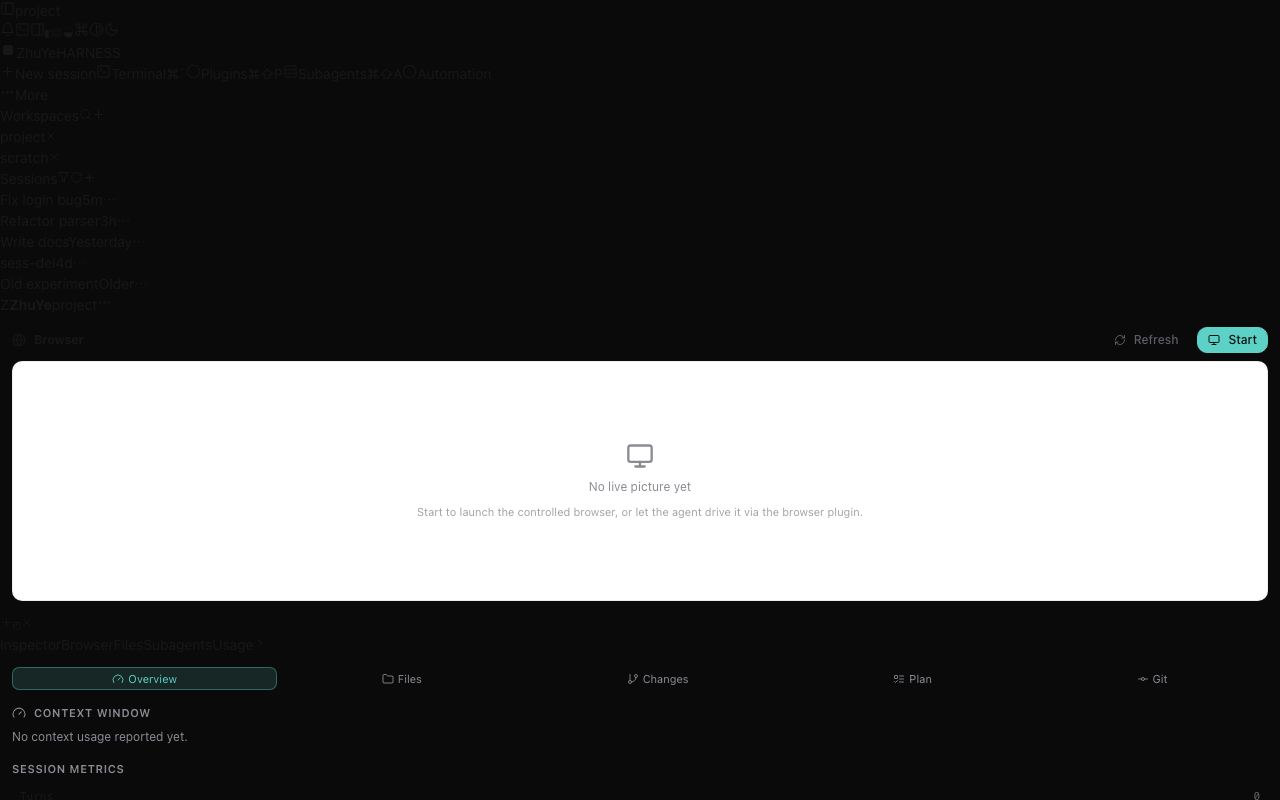 project
ZhuYeHARNESS
New session Terminal⌘ Plugins⌘⇧P Subagents⌘⇧A Automation
More
Workspaces
project
scratch
Sessions
Fix login bug5m
Refactor parser3h
Write docsYesterday
sess-del4d
Old experimentOlder
ZZhuYeproject
Browser Refresh Start
No live picture yet
Start to launch the controlled browser, or let the agent drive it via the browser plugin.
InspectorBrowserFilesSubagentsUsage
Overview Files Changes Plan Git
CONTEXT WINDOW
No context usage reported yet.
SESSION METRICS
Turns 0